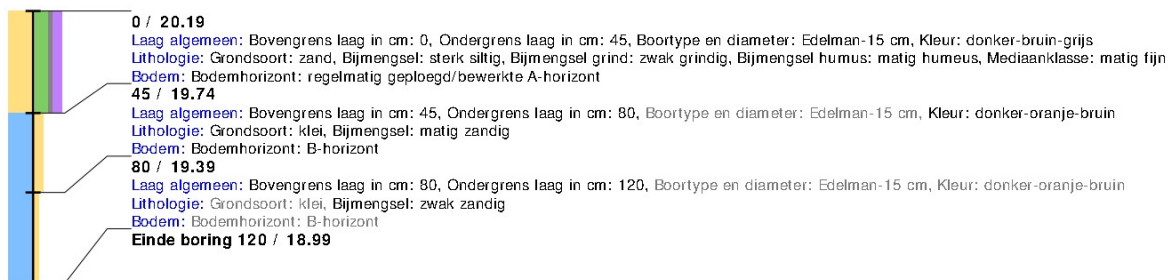 0 / 20.19
Laag algemeen: Bovengrens laag in cm: 0, Ondergrens laag in cm: 45, Boortype en diameter: Edelman-15 cm, Kleur: donker-bruin-grijs
Lithologie: Grondsoort: zand, Bijmengsel: sterk siltig, Bijmengsel grind: zwak grindig, Bijmengsel humus: matig humeus, Mediaanklasse: matig fijn
Bodem: Bodemhorizont: regelmatig geploegd/bewerkte A-horizont
45 / 19.74
Laag algemeen: Bovengrens laag in cm: 45, Ondergrens laag in cm: 80, Boortype en diameter: Edelman-15 cm, Kleur: donker-oranje-bruin
Lithologie: Grondsoort: klei, Bijmengsel: matig zandig
Bodem: Bodemhorizont: B-horizont
80 / 19.39
Laag algemeen: Bovengrens laag in cm: 80, Ondergrens laag in cm: 120, Boortype en diameter: Edelman-15 cm, Kleur: donker-oranje-bruin
Lithologie: Grondsoort: klei, Bijmengsel: zwak zandig
Bodem: Bodemhorizont: B-horizont
Einde boring 120 / 18.99